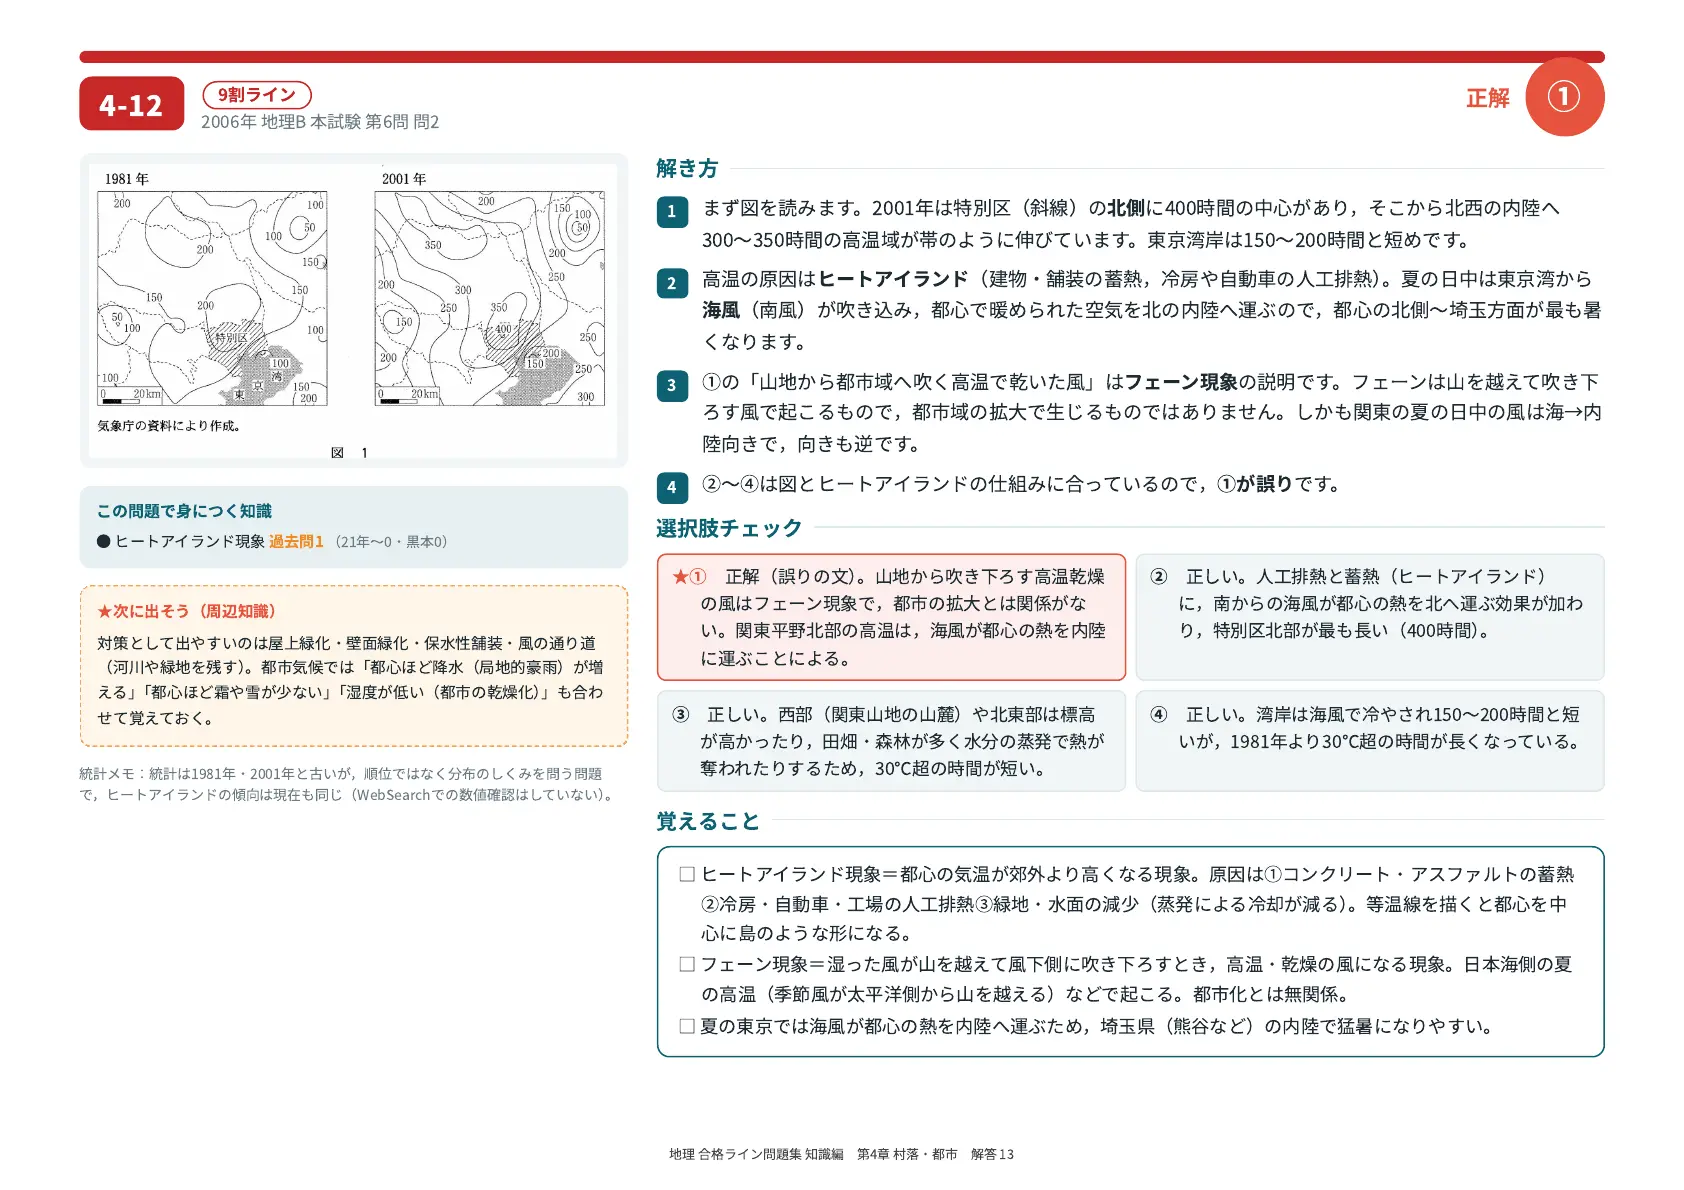 4-12
9割ライン
2006年 地理B 本試験 第6問 問2
正解 ①
1981年
200
100
50
200
100
150
150
150
200
50
100
100
特別区
100
湾
京
東
150
200
100
0 20km
2001年
200
150
100
50
350
200
250
200
300
250
350
400
150
250
200
200
150
250
300
0 20km
気象庁の資料により作成。
図 1
この問題で身につく知識
● ヒートアイランド現象 過去問1 （21年〜0・黒本0）
★次に出そう（周辺知識）
対策として出やすいのは屋上緑化・壁面緑化・保水性舗装・風の通り道
（河川や緑地を残す）。都市気候では「都心ほど降水（局地的豪雨）が増
える」「都心ほど霜や雪が少ない」「湿度が低い（都市の乾燥化）」も合わ
せて覚えておく。
統計メモ：統計は1981年・2001年と古いが，順位ではなく分布のしくみを問う問題
で，ヒートアイランドの傾向は現在も同じ（WebSearchでの数値確認はしていない）。
解き方
1 まず図を読みます。2001年は特別区（斜線）の北側に400時間の中心があり，そこから北西の内陸へ
300〜350時間の高温域が帯のように伸びています。東京湾岸は150〜200時間と短めです。
2 高温の原因はヒートアイランド（建物・舗装の蓄熱，冷房や自動車の人工排熱）。夏の日中は東京湾から
海風（南風）が吹き込み，都心で暖められた空気を北の内陸へ運ぶので，都心の北側〜埼玉方面が最も暑
くなります。
3 ①の「山地から都市域へ吹く高温で乾いた風」はフェーン現象の説明です。フェーンは山を越えて吹き下
ろす風で起こるもので，都市域の拡大で生じるものではありません。しかも関東の夏の日中の風は海→内
陸向きで，向きも逆です。
4 ②〜④は図とヒートアイランドの仕組みに合っているので，①が誤りです。
選択肢チェック
★① 正解（誤りの文）。山地から吹き下ろす高温乾燥
の風はフェーン現象で，都市の拡大とは関係がな
い。関東平野北部の高温は，海風が都心の熱を内陸
に運ぶことによる。
② 正しい。人工排熱と蓄熱（ヒートアイランド）
に，南からの海風が都心の熱を北へ運ぶ効果が加わ
り，特別区北部が最も長い（400時間）。
③ 正しい。西部（関東山地の山麓）や北東部は標高
が高かったり，田畑・森林が多く水分の蒸発で熱が
奪われたりするため，30℃超の時間が短い。
④ 正しい。湾岸は海風で冷やされ150〜200時間と短
いが，1981年より30℃超の時間が長くなっている。
覚えること
□ ヒートアイランド現象＝都心の気温が郊外より高くなる現象。原因は①コンクリート・アスファルトの蓄熱
②冷房・自動車・工場の人工排熱③緑地・水面の減少（蒸発による冷却が減る）。等温線を描くと都心を中
心に島のような形になる。
□ フェーン現象＝湿った風が山を越えて風下側に吹き下ろすとき，高温・乾燥の風になる現象。日本海側の夏
の高温（季節風が太平洋側から山を越える）などで起こる。都市化とは無関係。
□ 夏の東京では海風が都心の熱を内陸へ運ぶため，埼玉県（熊谷など）の内陸で猛暑になりやすい。
地理 合格ライン問題集 知識編 第4章 村落・都市 解答13